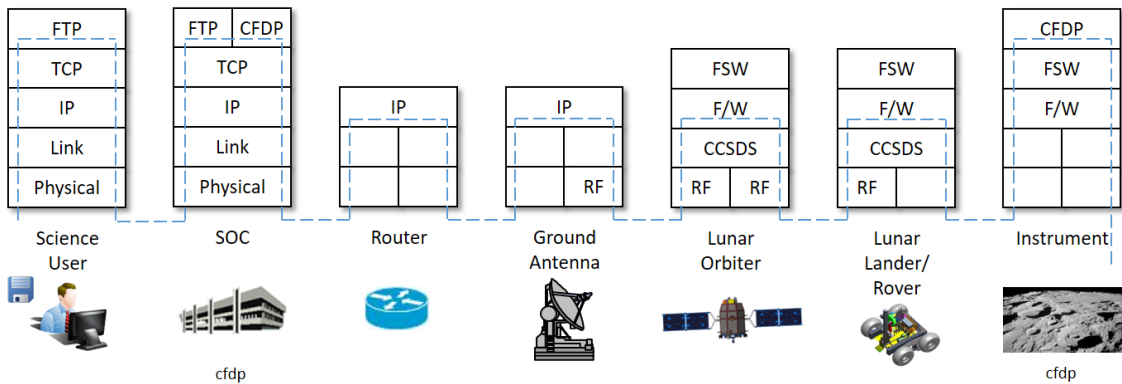 FTP
TCP
IP
Link
Physical
Science
User
FTP CFDP
TCP
IP
Link
Physical
SOC
cfdp
IP
Router
IP
RF
Ground
Antenna
FSW
F/W
CCSDS
RF RF
Lunar
Orbiter
FSW
F/W
CCSDS
RF
Lunar
Lander/
Rover
CFDP
FSW
F/W
Instrument
cfdp